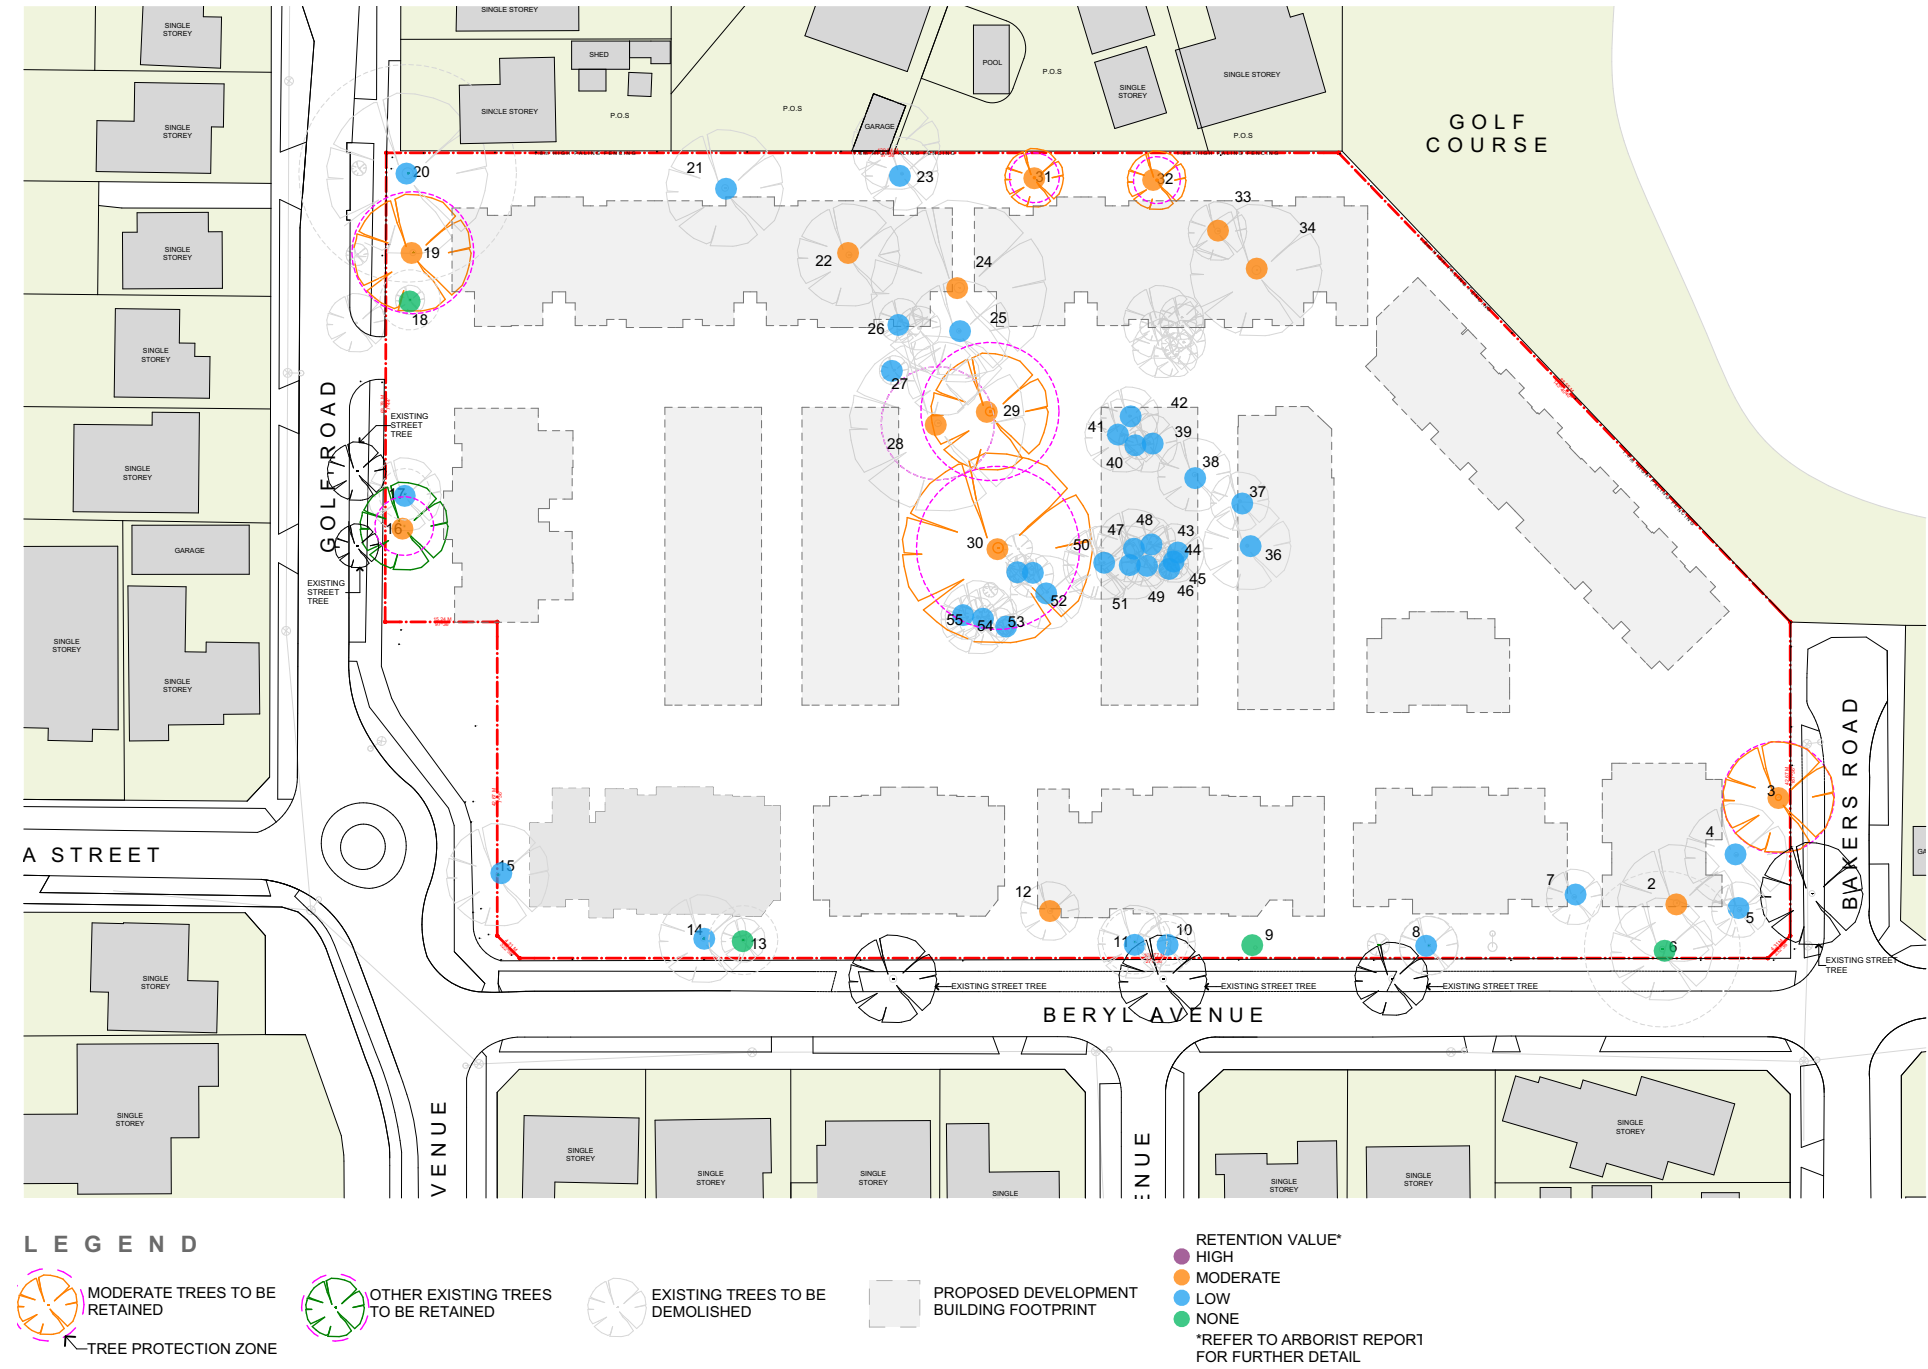 SINGLE STOREY
SINGLE
STOREY
SHED
SINGLE STOREY
P.O.S
P.O.S
GARAGE
POOL
P.O.S
SINGLE
STOREY
SINGLE STOREY
P.O.S
GOLF
COURSE
SINGLE
STOREY
SINGLE
STOREY
SINGLE
STOREY
SINGLE
STOREY
GARAGE
SINGLE
STOREY
SINGLE
STOREY
GOLF ROAD
EXISTING
STREET
TREE
EXISTING
STREET
TREE
20
21
23
31
32
33
34
19
22
24
18
26
25
27
29
28
42
41
39
40
38
37
17
16
30
50
47
48
43
44
36
45
46
49
51
52
53
54
55
3
4
2
7
5
15
12
14
13
11
10
9
8
6
BAKERS ROAD
GA
A STREET
EXISTING STREET
TREE
EXISTING STREET TREE
EXISTING STREET TREE
EXISTING STREET TREE
BERYL AVENUE
SINGLE
STOREY
SINGLE
STOREY
VENUE
SINGLE
STOREY
SINGLE
STOREY
SINGLE
STOREY
SINGLE
ENUE
SINGLE
STOREY
SINGLE
STOREY
SINGLE
STOREY
LEGEND
MODERATE TREES TO BE
RETAINED
TREE PROTECTION ZONE
OTHER EXISTING TREES
TO BE RETAINED
EXISTING TREES TO BE
DEMOLISHED
PROPOSED DEVELOPMENT
BUILDING FOOTPRINT
RETENTION VALUE*
HIGH
MODERATE
LOW
NONE
*REFER TO ARBORIST REPORT
FOR FURTHER DETAIL